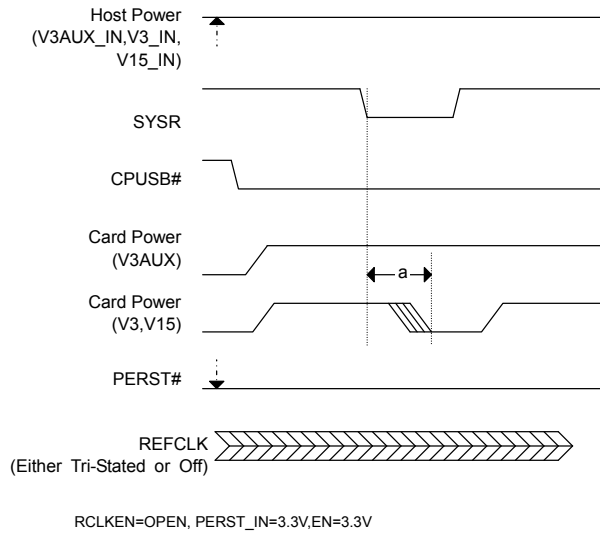 Host Power
(V3AUX_IN,V3_IN,
V15_IN)
SYSR
CPUSB#
Card Power
(V3AUX)
a
Card Power
(V3,V15)
PERST#
REFCLK
(Either Tri-Stated or Off)
RCLKEN=OPEN, PERST_IN=3.3V,EN=3.3V